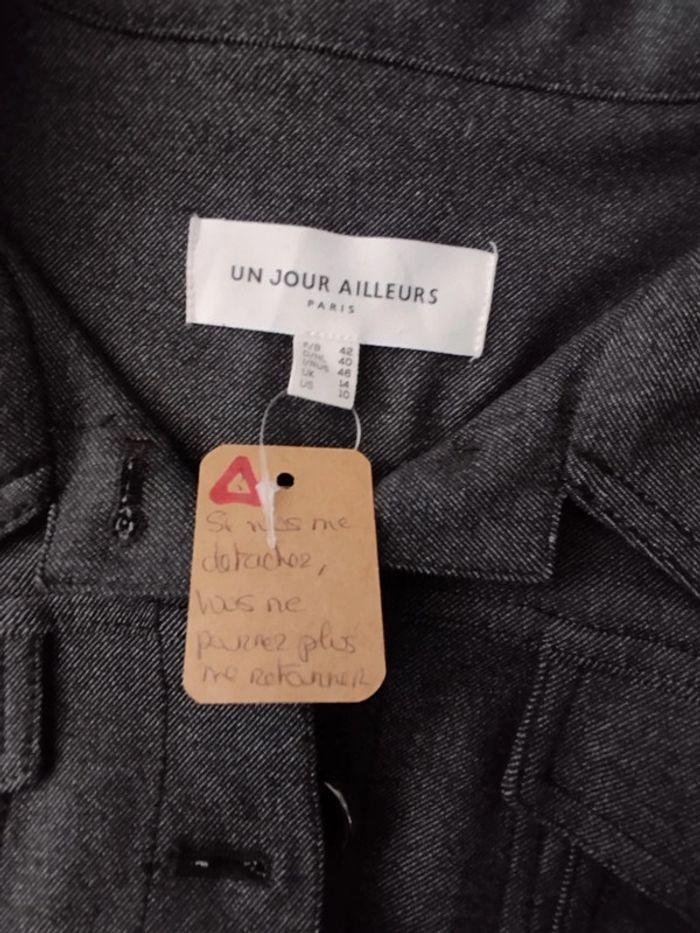 UN JOUR AILLEURS
PARIS
F/B 42
D/NL 40
I/RUS 46
UK 14
US 10
Si vous me
detachez,
vous ne
pourrez plus
me retourner